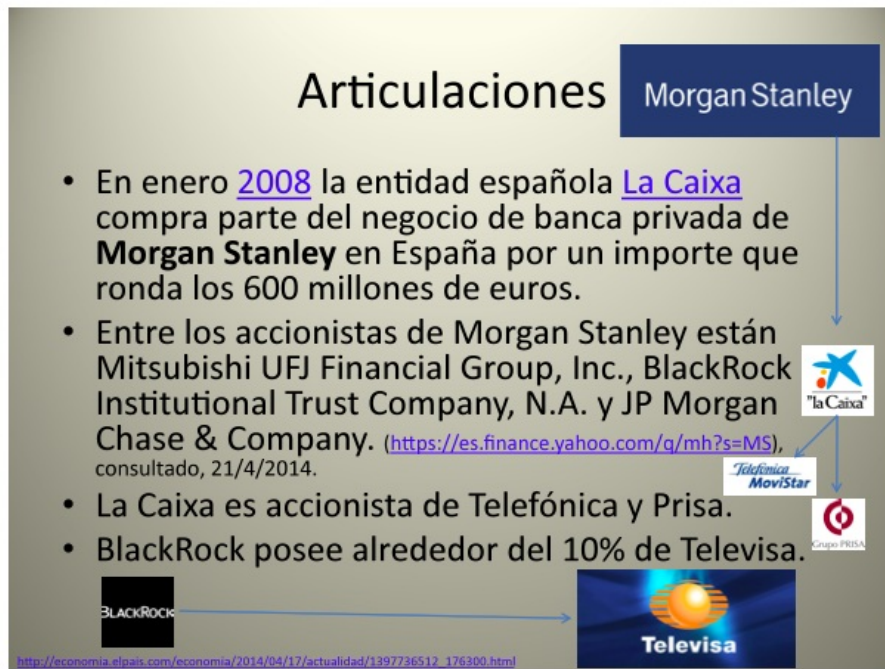 Articulaciones
Morgan Stanley
• En enero 2008 la entidad española La Caixa
compra parte del negocio de banca privada de
Morgan Stanley en España por un importe que
ronda los 600 millones de euros.
• Entre los accionistas de Morgan Stanley están
Mitsubishi UFJ Financial Group, Inc., BlackRock
Institutional Trust Company, N.A. y JP Morgan
Chase & Company. (https://es.finance.yahoo.com/q/mh?s=MS),
consultado, 21/4/2014.
"la Caixa"
Telefónica
MoviStar
• La Caixa es accionista de Telefónica y Prisa.
Grupo PRISA
• BlackRock posee alrededor del 10% de Televisa.
BLACKROCK
Televisa
http://economia.elpais.com/economia/2014/04/17/actualidad/1397736512_176300.html